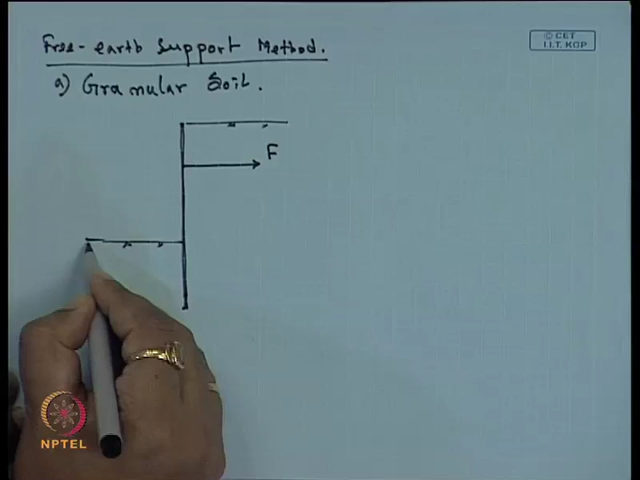 Free-earth Support Method.
a) Granular Soil.
© CET
I.I.T. KGP
F
NPTEL